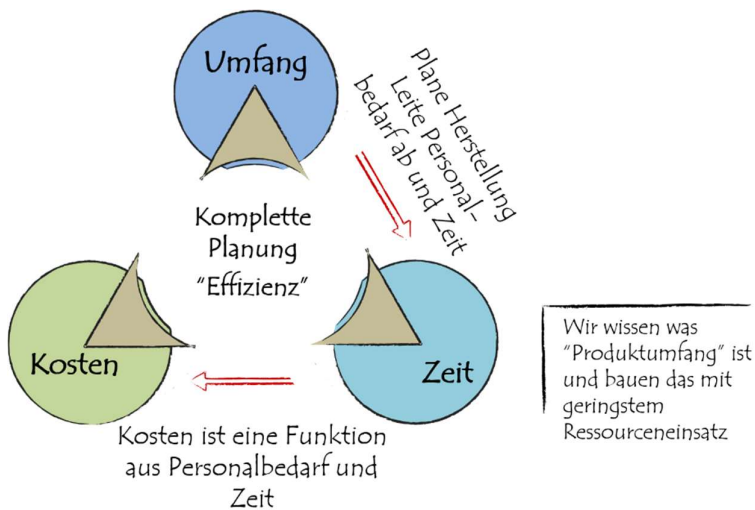 Umfang
Plane Herstellung
Leite Personal-
bedarf ab und Zeit
Komplette
Planung
"Effizienz"
Kosten
Zeit
Wir wissen was
"Produktumfang" ist
und bauen das mit
geringstem
Ressourceneinsatz
Kosten ist eine Funktion
aus Personalbedarf und
Zeit